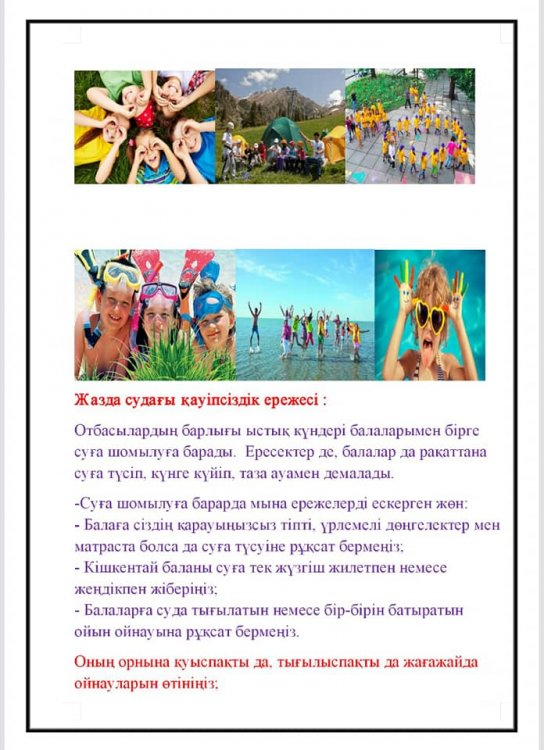 Жазда судағы қауіпсіздік ережесі :
Отбасылардың барлығы ыстық күндері балаларымен бірге
суға шомылуға барады. Ересектер де, балалар да рақаттана
суға түсіп, күнге күйіп, таза ауамен демалады.
-Суға шомылуға барарда мына ережелерді ескерген жөн:
- Балаға сіздің қарауыңызсыз тіпті, үрлемелі дөңгелектер мен
матраста болса да суға түсуіне рұқсат бермеңіз;
- Кішкентай баланы суға тек жүзгіш жилетпен немесе
жеңдікпен жіберіңіз;
- Балаларға суда тығылатын немесе бір-бірін батыратын
ойын ойнауына рұқсат бермеңіз.
Оның орнына қуыспақты да, тығылыспақты да жағажайда
ойнауларын өтініңіз;